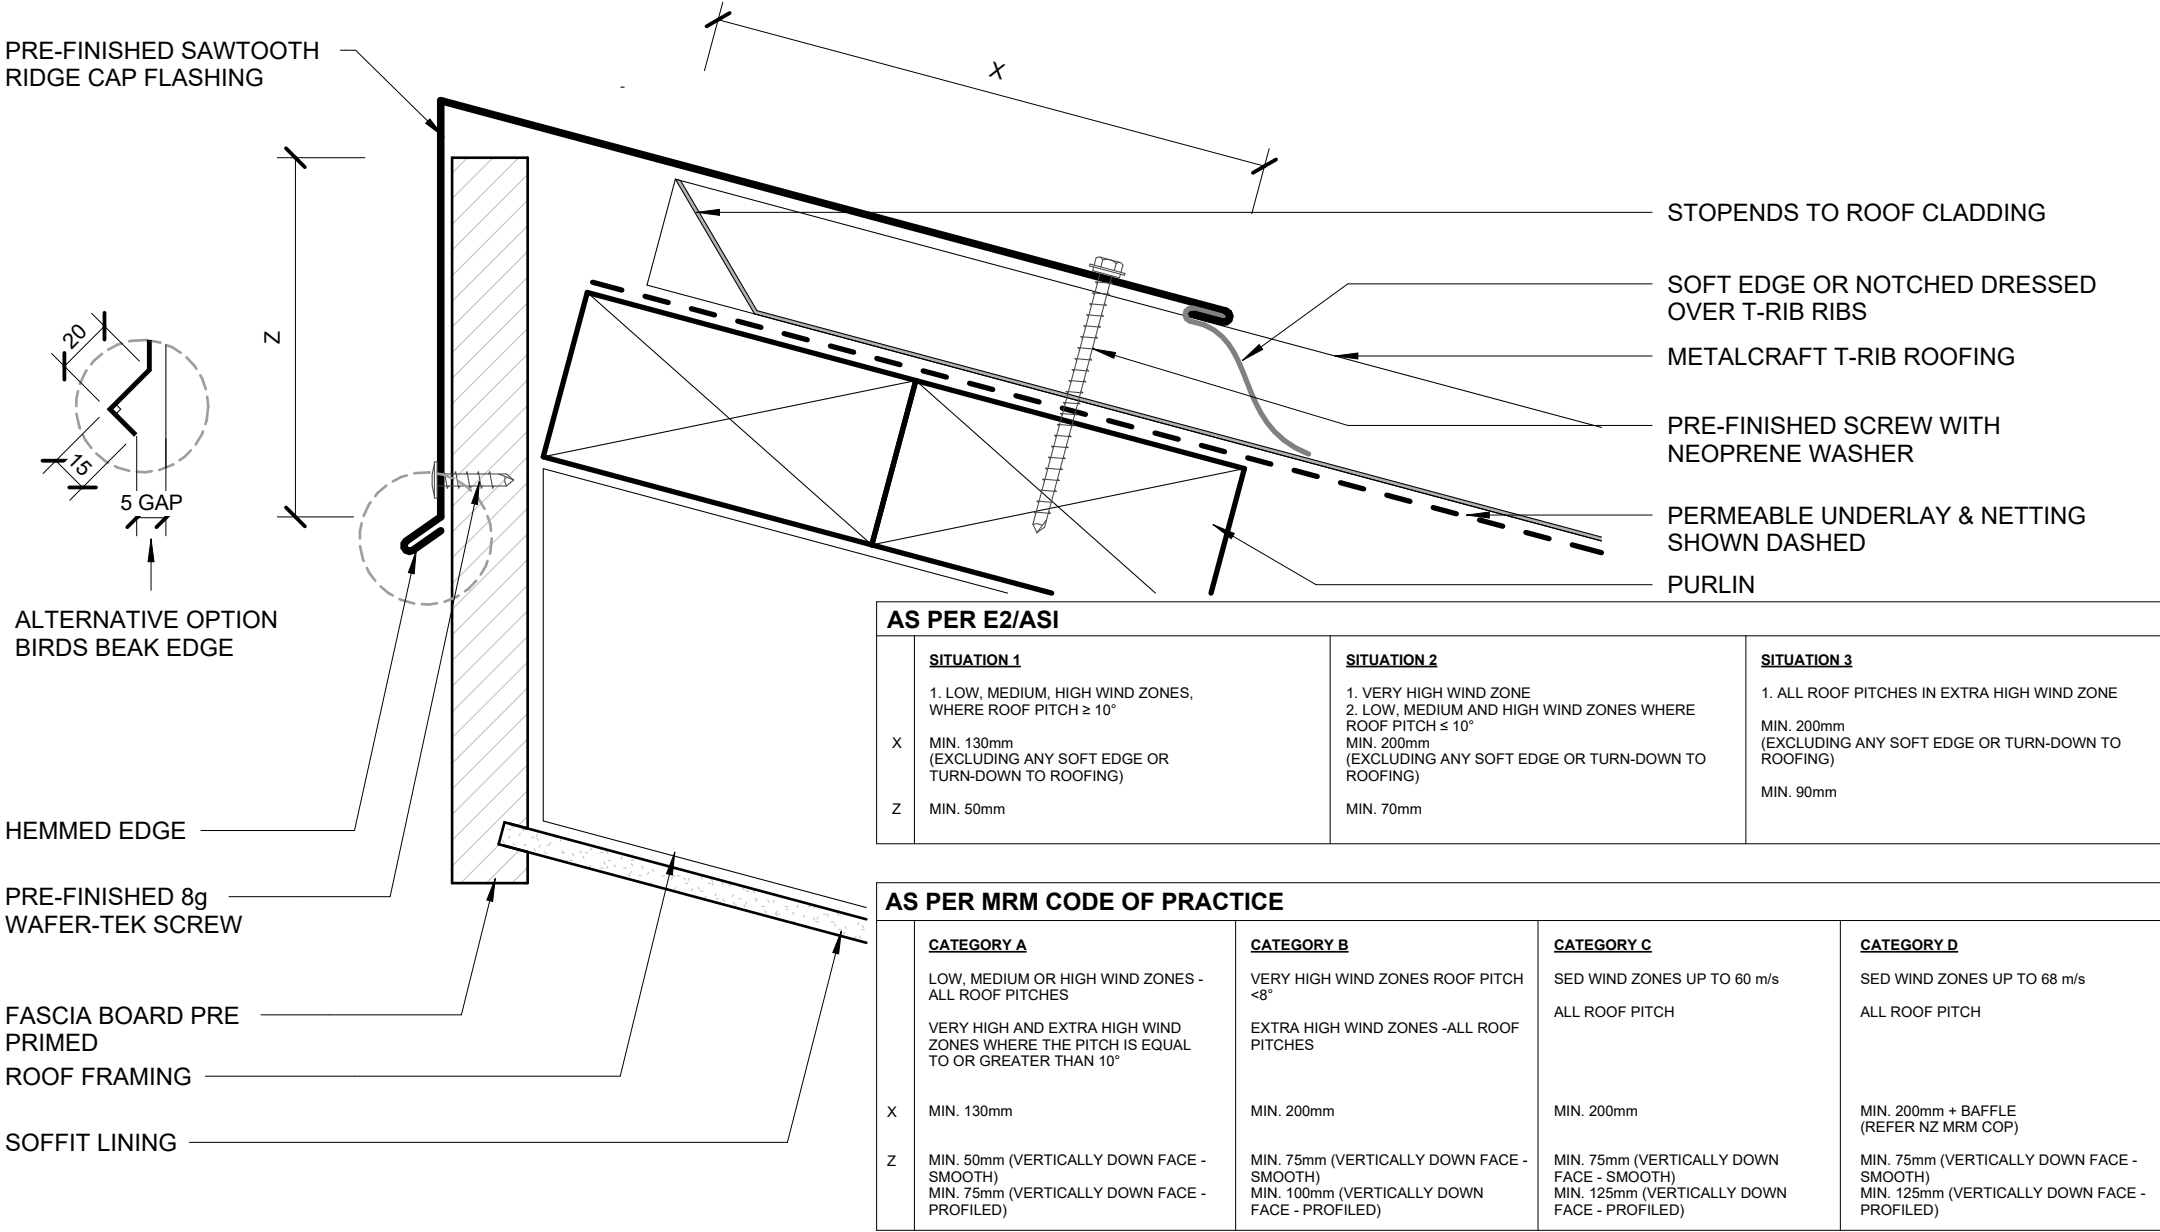 PRE-FINISHED SAWTOOTH
RIDGE CAP FLASHING
X
Z
20
15
5 GAP
ALTERNATIVE OPTION
BIRDS BEAK EDGE
HEMMED EDGE
PRE-FINISHED 8g
WAFER-TEK SCREW
FASCIA BOARD PRE
PRIMED
ROOF FRAMING
SOFFIT LINING
STOPENDS TO ROOF CLADDING
SOFT EDGE OR NOTCHED DRESSED
OVER T-RIB RIBS
METALCRAFT T-RIB ROOFING
PRE-FINISHED SCREW WITH
NEOPRENE WASHER
PERMEABLE UNDERLAY & NETTING
SHOWN DASHED
PURLIN
AS PER E2/ASI
SITUATION 1
1. LOW, MEDIUM, HIGH WIND ZONES,
WHERE ROOF PITCH ≥ 10°
X
MIN. 130mm
(EXCLUDING ANY SOFT EDGE OR
TURN-DOWN TO ROOFING)
Z
MIN. 50mm
SITUATION 2
1. VERY HIGH WIND ZONE
2. LOW, MEDIUM AND HIGH WIND ZONES WHERE
ROOF PITCH ≤ 10°
MIN. 200mm
(EXCLUDING ANY SOFT EDGE OR TURN-DOWN TO
ROOFING)
MIN. 70mm
SITUATION 3
1. ALL ROOF PITCHES IN EXTRA HIGH WIND ZONE
MIN. 200mm
(EXCLUDING ANY SOFT EDGE OR TURN-DOWN TO
ROOFING)
MIN. 90mm
AS PER MRM CODE OF PRACTICE
CATEGORY A
LOW, MEDIUM OR HIGH WIND ZONES -
ALL ROOF PITCHES
VERY HIGH AND EXTRA HIGH WIND
ZONES WHERE THE PITCH IS EQUAL
TO OR GREATER THAN 10°
X
MIN. 130mm
Z
MIN. 50mm (VERTICALLY DOWN FACE -
SMOOTH)
MIN. 75mm (VERTICALLY DOWN FACE -
PROFILED)
CATEGORY B
VERY HIGH WIND ZONES ROOF PITCH
<8°
EXTRA HIGH WIND ZONES -ALL ROOF
PITCHES
MIN. 200mm
MIN. 75mm (VERTICALLY DOWN FACE -
SMOOTH)
MIN. 100mm (VERTICALLY DOWN
FACE - PROFILED)
CATEGORY C
SED WIND ZONES UP TO 60 m/s
ALL ROOF PITCH
MIN. 200mm
MIN. 75mm (VERTICALLY DOWN
FACE - SMOOTH)
MIN. 125mm (VERTICALLY DOWN
FACE - PROFILED)
CATEGORY D
SED WIND ZONES UP TO 68 m/s
ALL ROOF PITCH
MIN. 200mm + BAFFLE
(REFER NZ MRM COP)
MIN. 75mm (VERTICALLY DOWN FACE -
SMOOTH)
MIN. 125mm (VERTICALLY DOWN FACE -
PROFILED)